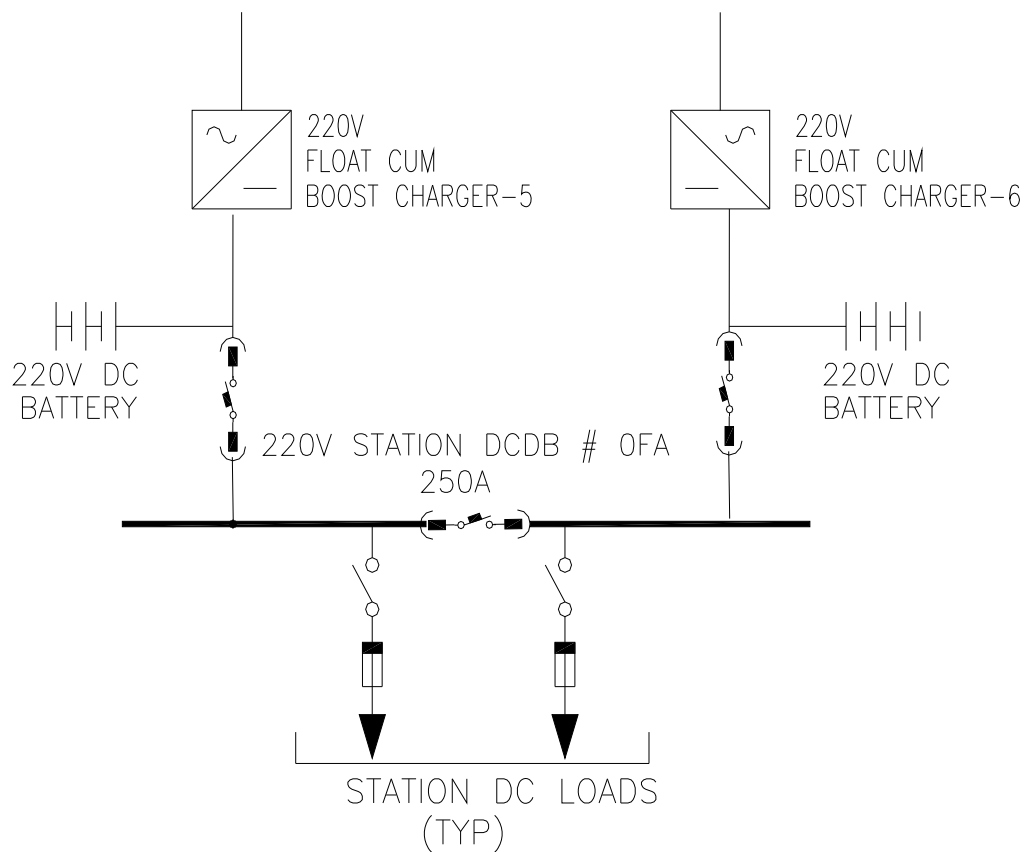 220V
FLOAT CUM
BOOST CHARGER-5
220V
FLOAT CUM
BOOST CHARGER-6
220V DC
BATTERY
220V DC
BATTERY
220V STATION DCDB # 0FA
250A
STATION DC LOADS
(TYP)